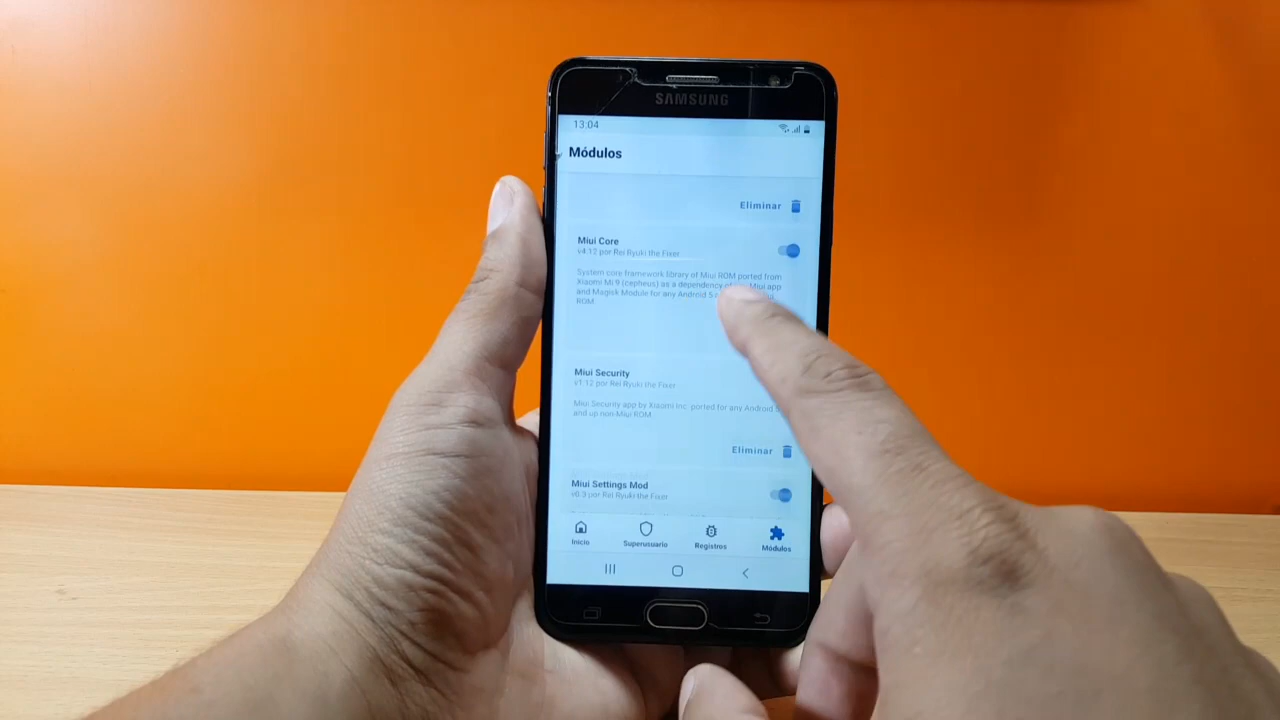 SAMSUNG
13:04
Módulos
Eliminar
Miui Core
v4.12 por Rei Ryuki the Fixer
System core framework library of Miui ROM ported from
Xiaomi Mi 9 (cepheus) as a dependency of Miui app
and Magisk Module for any Android 5
ROM.
Miui Security
v1.12 por Rei Ryuki the Fixer
Miui Security app by Xiaomi Inc. ported for any Android 5
and up non-Miui ROM.
Eliminar
Miui Settings Mod
v0.3 por Rei Ryuki the Fixer
Inicio
Superusuario
Registros
Módulos